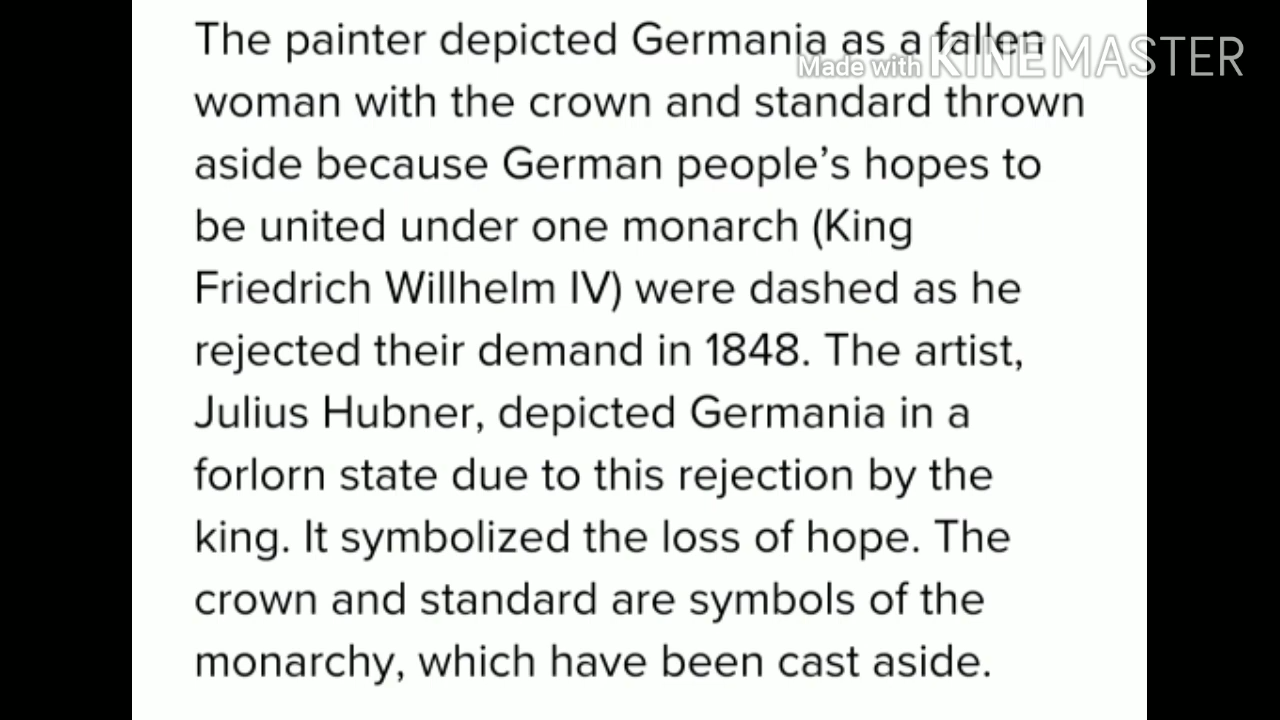 The painter depicted Germania as a fallen
Made with KINEMASTER
woman with the crown and standard thrown
aside because German people’s hopes to
be united under one monarch (King
Friedrich Willhelm IV) were dashed as he
rejected their demand in 1848. The artist,
Julius Hubner, depicted Germania in a
forlorn state due to this rejection by the
king. It symbolized the loss of hope. The
crown and standard are symbols of the
monarchy, which have been cast aside.